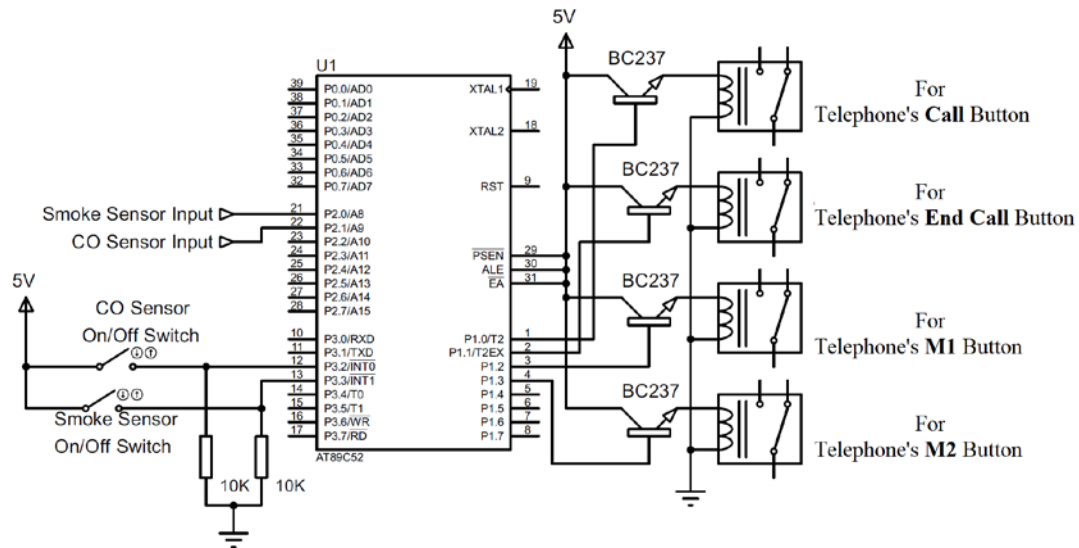 5V
U1
39 P0.0/AD0
38 P0.1/AD1
37 P0.2/AD2
36 P0.3/AD3
35 P0.4/AD4
34 P0.5/AD5
33 P0.6/AD6
32 P0.7/AD7
21 P2.0/A8
22 P2.1/A9
23 P2.2/A10
24 P2.3/A11
25 P2.4/A12
26 P2.5/A13
27 P2.6/A14
28 P2.7/A15
10 P3.0/RXD
11 P3.1/TXD
12 P3.2/INT0
13 P3.3/INT1
14 P3.4/T0
15 P3.5/T1
16 P3.6/WR
17 P3.7/RD
XTAL1 19
XTAL2 18
RST 9
PSEN 29
ALE 30
EA 31
P1.0/T2 1
P1.1/T2EX 2
P1.2 3
P1.3 4
P1.4 5
P1.5 6
P1.6 7
P1.7 8
AT89C52
Smoke Sensor Input
CO Sensor Input
5V
CO Sensor
On/Off Switch
Smoke Sensor
On/Off Switch
10K
10K
BC237
For
Telephone's Call Button
BC237
For
Telephone's End Call Button
BC237
For
Telephone's M1 Button
BC237
For
Telephone's M2 Button